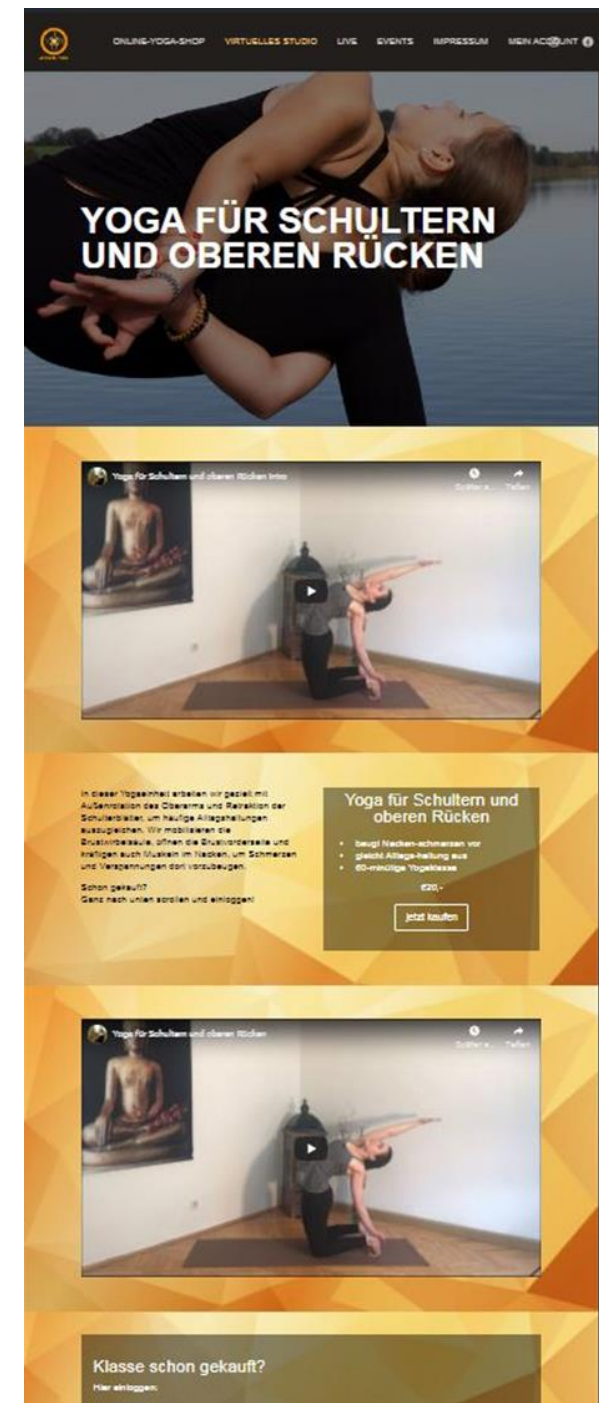 ONLINE-YOGA-SHOP VIRTUELLES STUDIO LIVE EVENTS IMPRESSUM MEIN ACCOUNT
YOGA FÜR SCHULTERN
UND OBEREN RÜCKEN
Yoga für Schultern und oberen Rücken Intro
Später a... Teilen
In dieser Yogaeinheit arbeiten wir gezielt mit
Außenrotation des Oberarms und Retraktion der
Schulterblätter, um häufige Alltagshaltungen
auszugleichen. Wir mobilisieren die
Brustwirbelsäule, öffnen die Brustvorderseite und
kräftigen auch Muskeln im Nacken, um Schmerzen
und Verspannungen dort vorzubeugen.
Schon gekauft?
Ganz nach unten scrollen und einloggen!
Yoga für Schultern und
oberen Rücken
beugt Nacken-schmerzen vor
gleicht Alltags-haltung aus
60-minütige Yogaklasse
€20,-
Jetzt kaufen
Yoga für Schultern und oberen Rücken
Später a... Teilen
Klasse schon gekauft?
Hier einloggen: